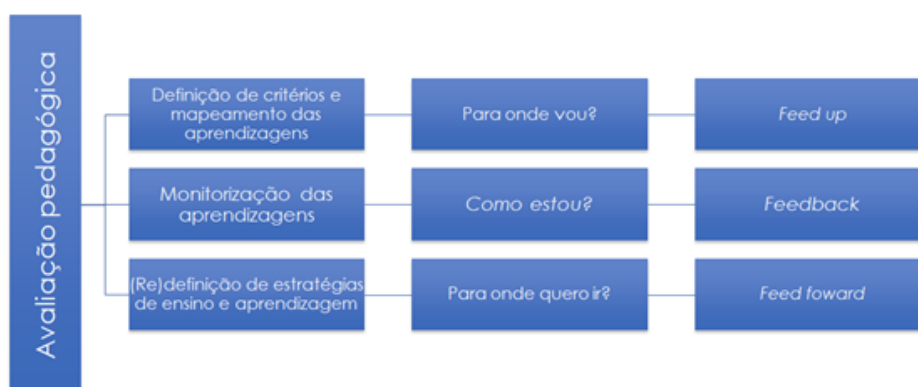 Avaliação pedagógica
Definição de critérios e
mapeamento das
aprendizagens
Para onde vou?
Feed up
Monitorização das
aprendizagens
Como estou?
Feedback
(Re)definição de estratégias
de ensino e aprendizagem
Para onde quero ir?
Feed foward